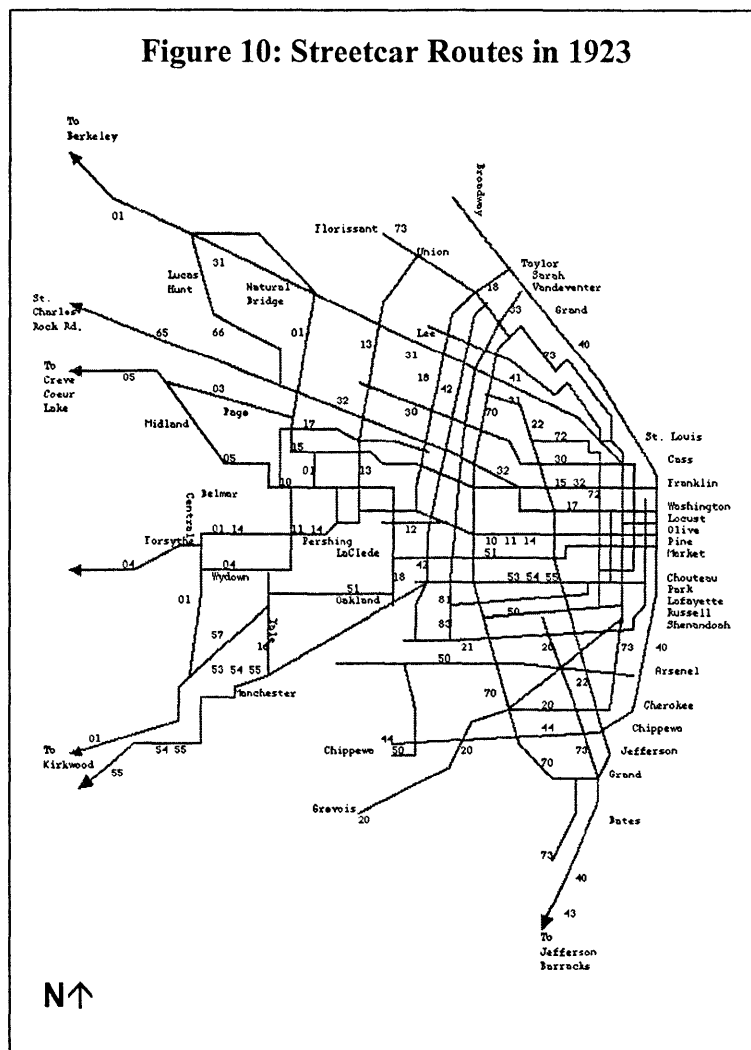 Figure 10: Streetcar Routes in 1923
To
Berkeley
Broadway
01
Florissant
73
Union
31
Lucas
Hunt
Natural
Bridge
Taylor
Sarah
Vandeventer
18
33
Grand
St.
Charles
Rock Rd.
65
66
01
13
Lee
31
40
73
To
Creve
Coeur
Lake
05
03
32
18
42
41
Midland
Page
30
70
21
22
17
15
72
St. Louis
05
01
13
32
30
Cass
10
15 32
Franklin
Delmar
72
17
Washington
Central
Locust
01 14
11 14
12
Olive
Forsythe
Pershing
10 11 14
Pine
LaClede
51
Market
04
04
42
Wydown
18
53 54 55
Chouteau
51
Park
01
Oakland
81
Lafayette
50
Russell
57
Yale
83
Shenandoah
16
21
20
73
40
53 54 55
50
Arsenel
22
Manchester
70
20
Cherokee
01
44
Chippewa
To
Kirkwood
54 55
44
Chippewa
50
20
73
Jefferson
55
70
Grand
Gravois
20
Bates
73
40
43
To
Jefferson
Barracks
N↑